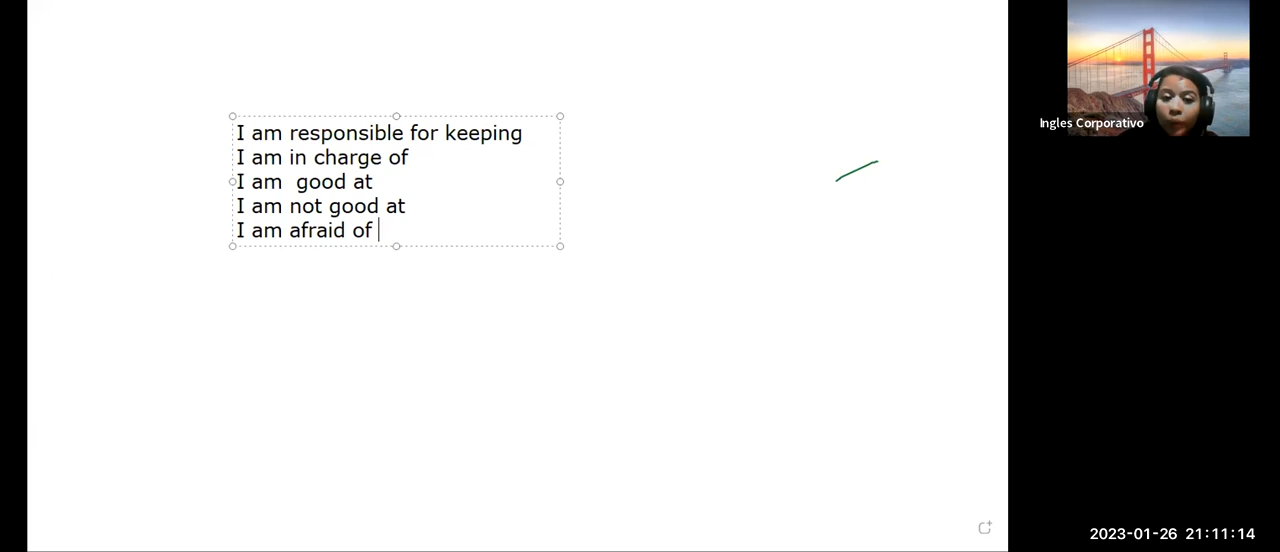 I am responsible for keeping
I am in charge of
I am  good at
I am not good at
I am afraid of
Ingles Corporativo
2023-01-26 21:11:14